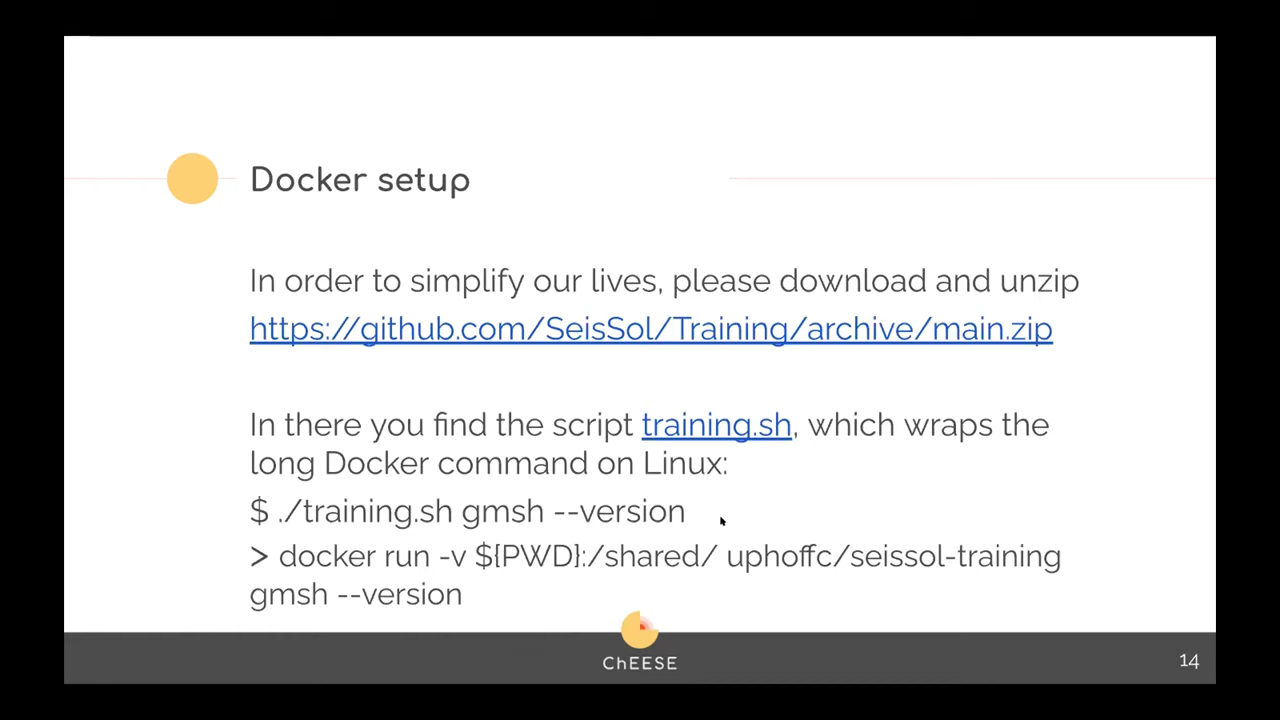 Docker setup
In order to simplify our lives, please download and unzip
https://github.com/SeisSol/Training/archive/main.zip
In there you find the script training.sh, which wraps the
long Docker command on Linux:
$ ./training.sh gmsh --version
> docker run -v ${PWD}:/shared/ uphoffc/seissol-training
gmsh --version
ChEESE
14